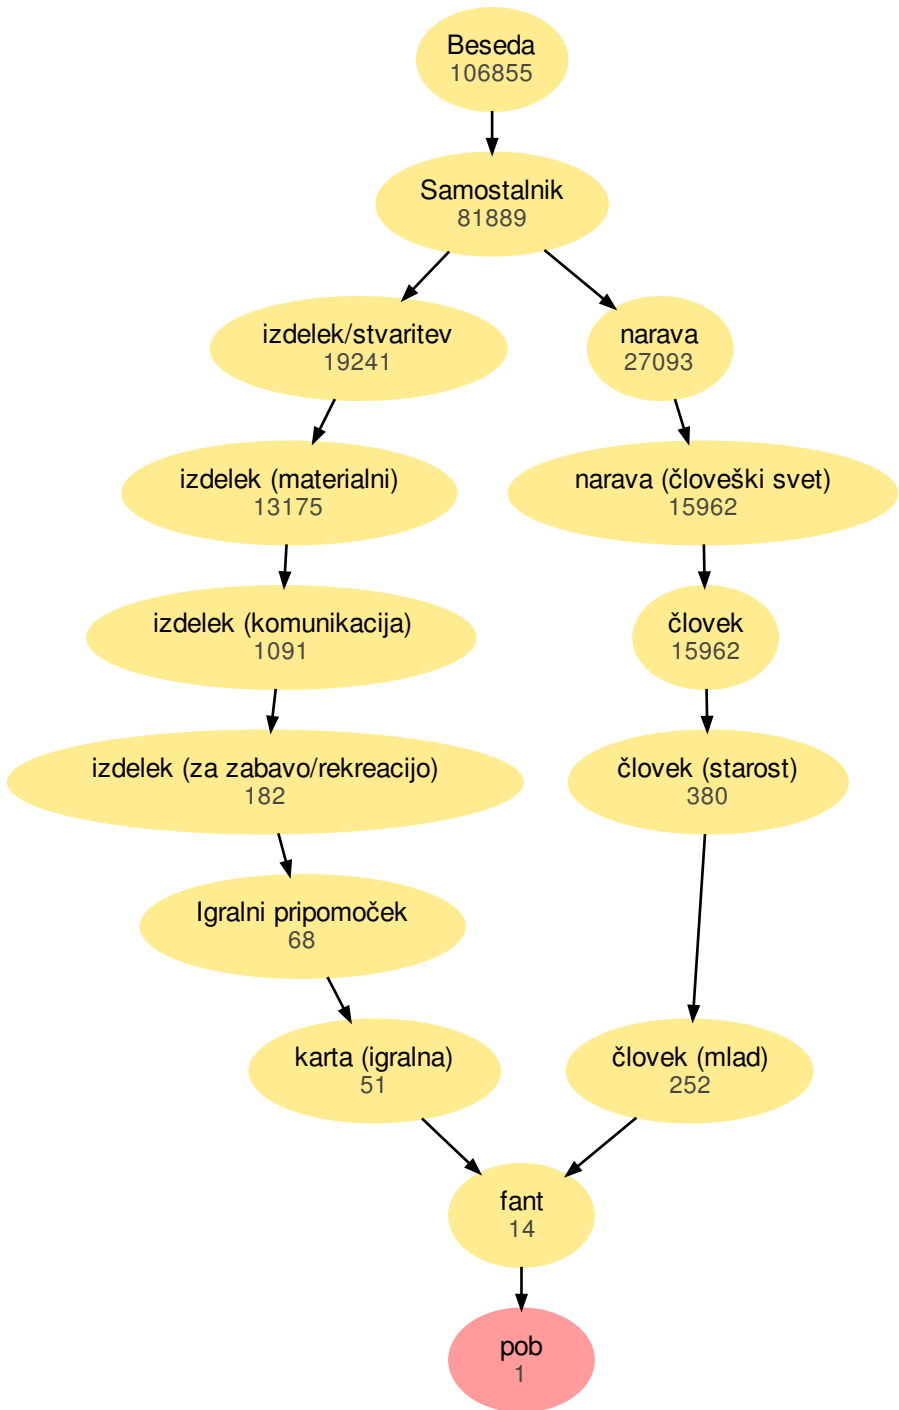 Beseda
106855
Samostalnik
81889
izdelek/stvaritev
19241
narava
27093
izdelek (materialni)
13175
narava (človeški svet)
15962
izdelek (komunikacija)
1091
človek
15962
izdelek (za zabavo/rekreacijo)
182
človek (starost)
380
Igralni pripomoček
68
karta (igralna)
51
človek (mlad)
252
fant
14
pob
1